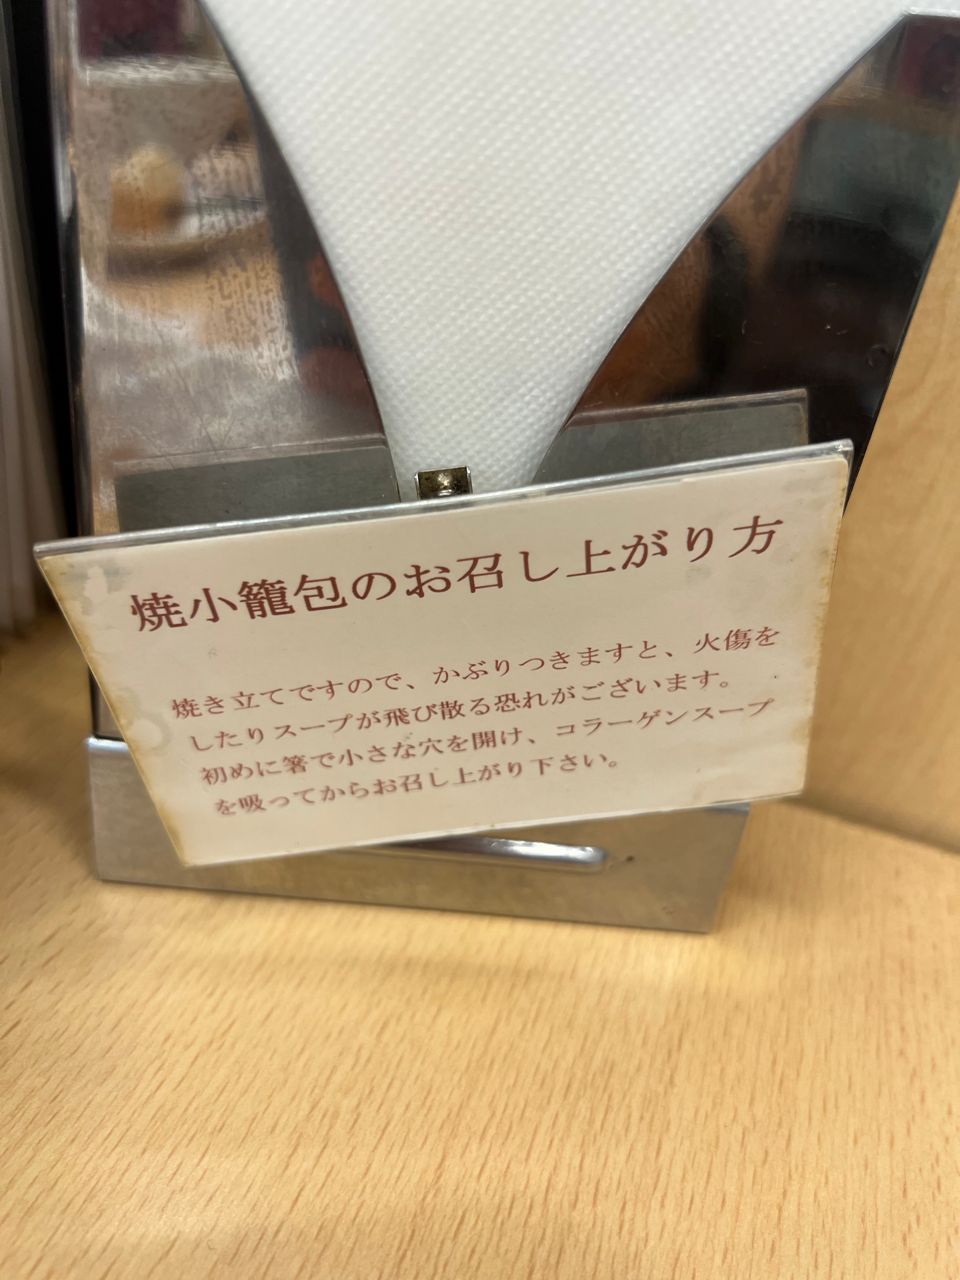 焼小籠包のお召し上がり方
焼き立てですので、かぶりつきますと、火傷を
したりスープが飛び散る恐れがございます。
初めに箸で小さな穴を開け、コラーゲンスープ
を吸ってからお召し上がり下さい。